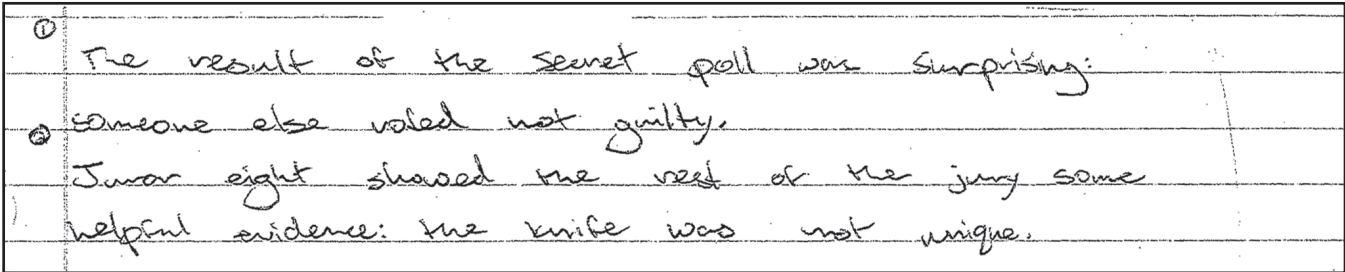 ① The result of the secret poll was surprising:
② someone else voted not guilty.
Juror eight showed the rest of the jury some
helpful evidence: the knife was not unique.